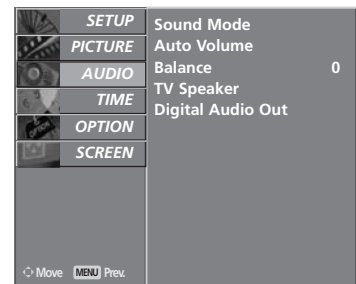 SETUP
PICTURE
AUDIO
TIME
OPTION
SCREEN
Move MENU Prev.
Sound Mode
Auto Volume
Balance 0
TV Speaker
Digital Audio Out